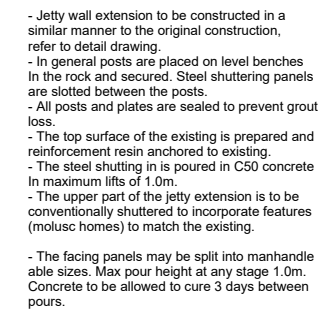 - Jetty wall extension to be constructed in a
similar manner to the original construction,
refer to detail drawing.
- In general posts are placed on level benches
In the rock and secured. Steel shuttering panels
are slotted between the posts.
- All posts and plates are sealed to prevent grout
loss.
- The top surface of the existing is prepared and
reinforcement resin anchored to existing.
- The steel shutting in is poured in C50 concrete
In maximum lifts of 1.0m.
- The upper part of the jetty extension is to be
conventionally shuttered to incorporate features
(molusc homes) to match the existing.

- The facing panels may be split into manhandle
able sizes. Max pour height at any stage 1.0m.
Concrete to be allowed to cure 3 days between
pours.